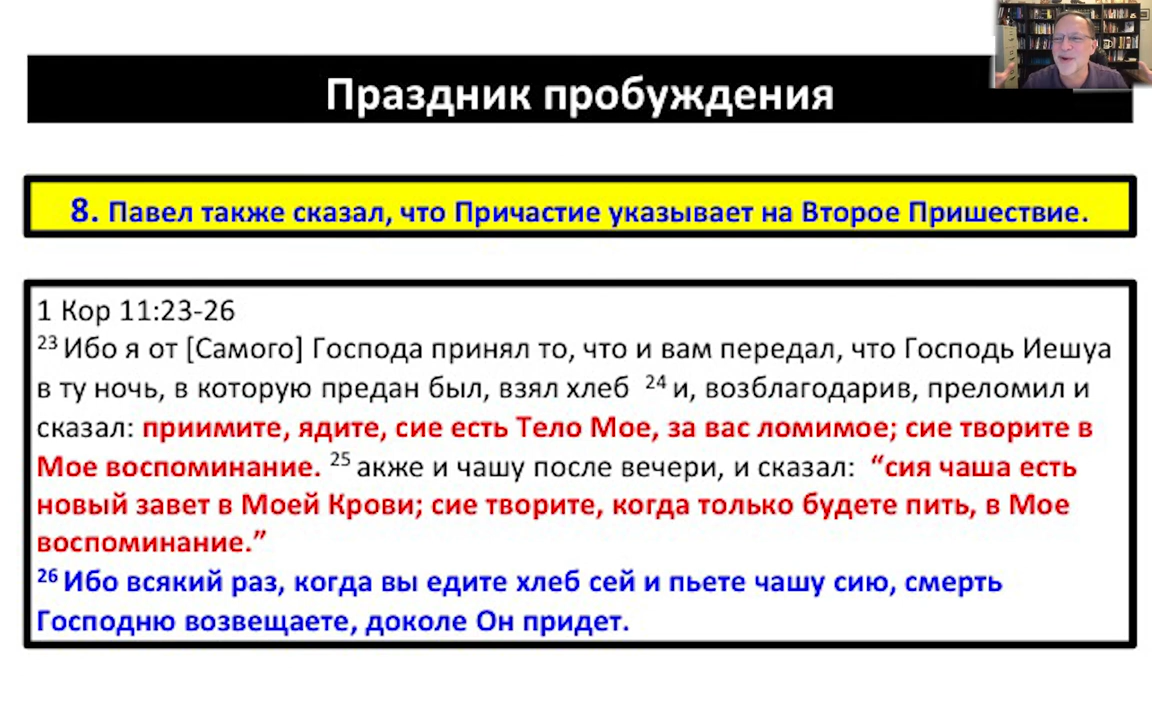 Праздник пробуждения
8. Павел также сказал, что Причастие указывает на Второе Пришествие.
1 Кор 11:23-26
23 Ибо я от [Самого] Господа принял то, что и вам передал, что Господь Иешуа
в ту ночь, в которую предан был, взял хлеб 24 и, возблагодарив, преломил и
сказал: приимите, ядите, сие есть Тело Мое, за вас ломимое; сие творите в
Мое воспоминание. 25 акже и чашу после вечери, и сказал: “сия чаша есть
новый завет в Моей Крови; сие творите, когда только будете пить, в Мое
воспоминание.”
26 Ибо всякий раз, когда вы едите хлеб сей и пьете чашу сию, смерть
Господню возвещаете, доколе Он придет.